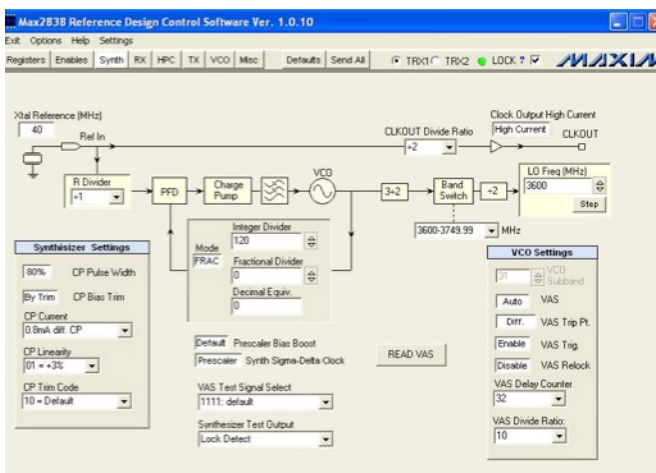 Max2838 Reference Design Control Software Ver. 1.0.10
Exit Options Help Settings
Registers Enables Synth RX HPC TX VCO Misc Defaults Send All TRX1 TRX2 LOCK ? MAXIM
Xtal Reference (MHz)
40
Ref In
CLKOUT Divide Ratio
÷2
Clock Output High Current
High Current
CLKOUT
R Divider
÷1
PFD
Charge Pump
VCO
3÷2
Band Switch
÷2
LO Freq (MHz)
3600
Step
3600-3749.99 MHz
Mode
FRAC
Integer Divider
120
Fractional Divider
0
Decimal Equiv.
0
Synthisizer Settings
80% CP Pulse Width
By Trim CP Bias Trim
CP Current
0.8mA diff. CP
CP Linearity
01 = +3%
CP Trim Code
10 = Default
Default Prescaler Bias Boost
Prescaler Synth Sigma-Delta Clock
VAS Test Signal Select
1111: default
Synthesizer Test Output
Lock Detect
READ VAS
VCO Settings
31 VCO Subband
Auto VAS
Diff. VAS Trip Pt.
Enable VAS Trig.
Disable VAS Relock
VAS Delay Counter
32
VAS Divide Ratio:
10